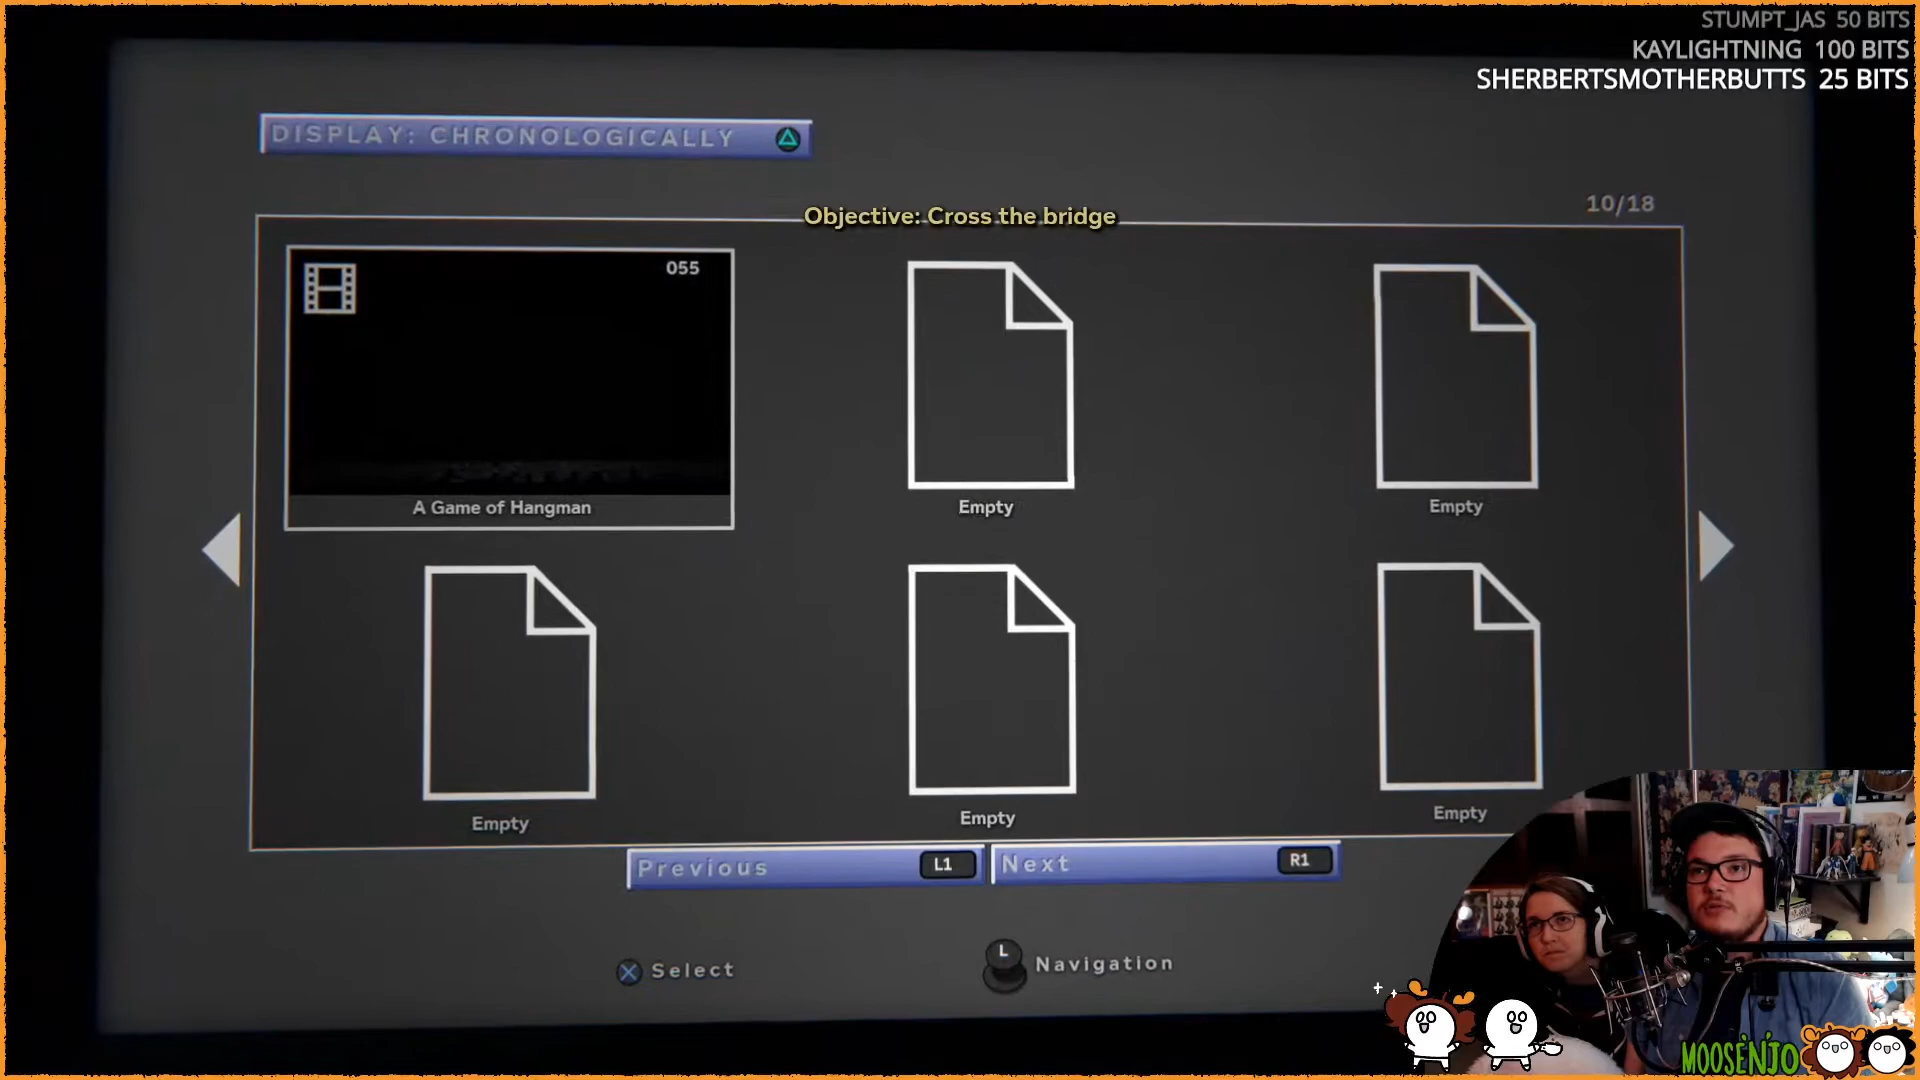 STUMPT_JAS 50 BITS
KAYLIGHTNING 100 BITS
SHERBERTSMOTHERBUTTS 25 BITS
DISPLAY: CHRONOLOGICALLY
10/18
Objective: Cross the bridge
055
A Game of Hangman
Empty
Empty
Empty
Empty
Empty
Previous L1
Next R1
Select
L Navigation
MOOSENJO